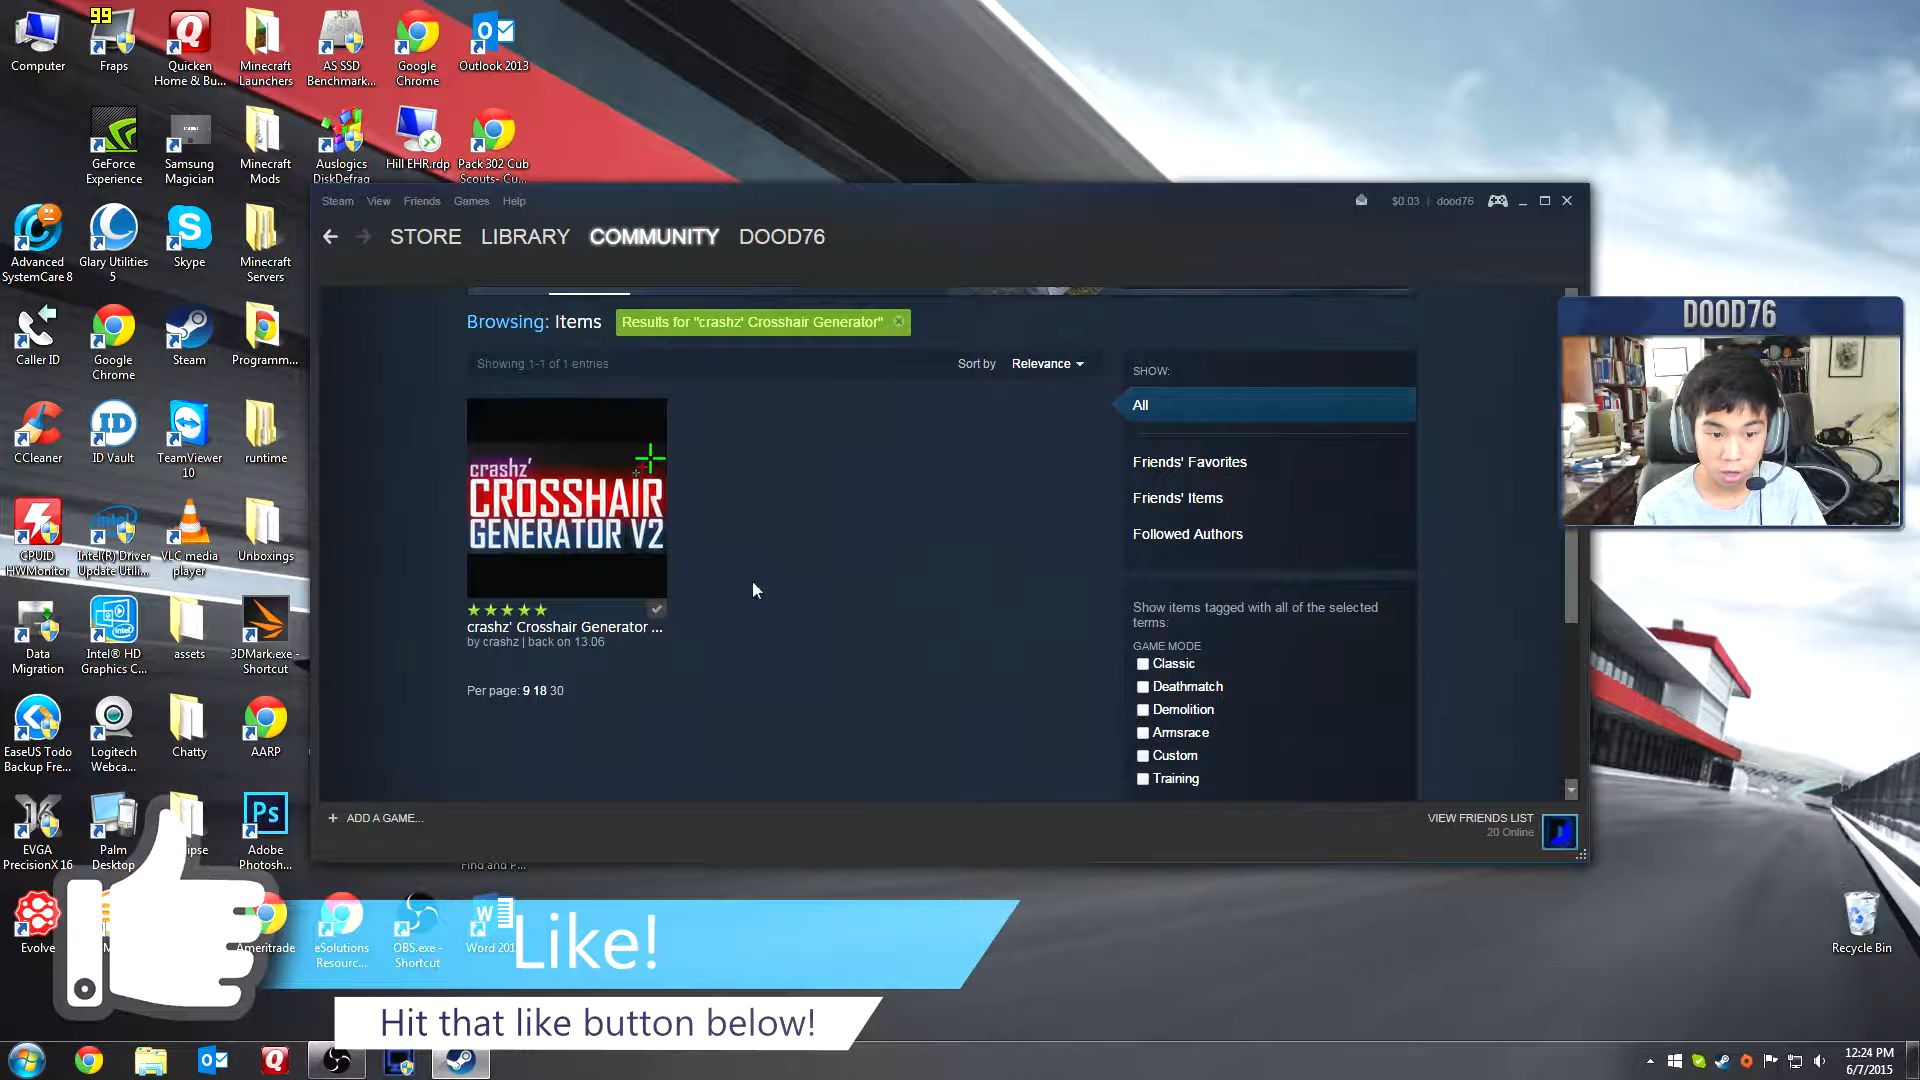 99
Computer
Fraps
Quicken
Home & Bu...
Minecraft
Launchers
AS SSD
Benchmark...
Google
Chrome
Outlook 2013
GeForce
Experience
Samsung
Magician
Minecraft
Mods
Auslogics
DiskDefrag
Hill EHR.rdp
Pack 302 Cub
Scouts- Cu...
Steam View Friends Games Help
$0.03 | dood76
STORE LIBRARY COMMUNITY DOOD76
Advanced
SystemCare 8
Glary Utilities
5
Skype
Minecraft
Servers
Browsing: Items
Results for "crashz' Crosshair Generator"
Showing 1-1 of 1 entries
Sort by Relevance
SHOW:
All
Friends' Favorites
Friends' Items
Followed Authors
DOOD76
Caller ID
Google
Chrome
Steam
Programm...
crashz'
CROSSHAIR
GENERATOR V2
crashz' Crosshair Generator ...
by crashz | back on 13.06
Per page: 9 18 30
Show items tagged with all of the selected
terms:
GAME MODE
Classic
Deathmatch
Demolition
Armsrace
Custom
Training
CCleaner
ID
ID Vault
TeamViewer
10
runtime
CPUID
HWMonitor
intel
Intel(R) Driver
Update Utili...
VLC media
player
Unboxings
Data
Migration
Intel® HD
Graphics C...
assets
3DMark.exe -
Shortcut
EaseUS Todo
Backup Fre...
Logitech
Webca...
Chatty
AARP
+ ADD A GAME...
VIEW FRIENDS LIST
20 Online
EVGA
PrecisionX 16
Palm
Desktop
Ps
Adobe
Photosh...
Find and P...
Evolve
Ameritrade
eSolutions
Resourc...
OBS.exe -
Shortcut
Like!
Hit that like button below!
Recycle Bin
12:24 PM
6/7/2015